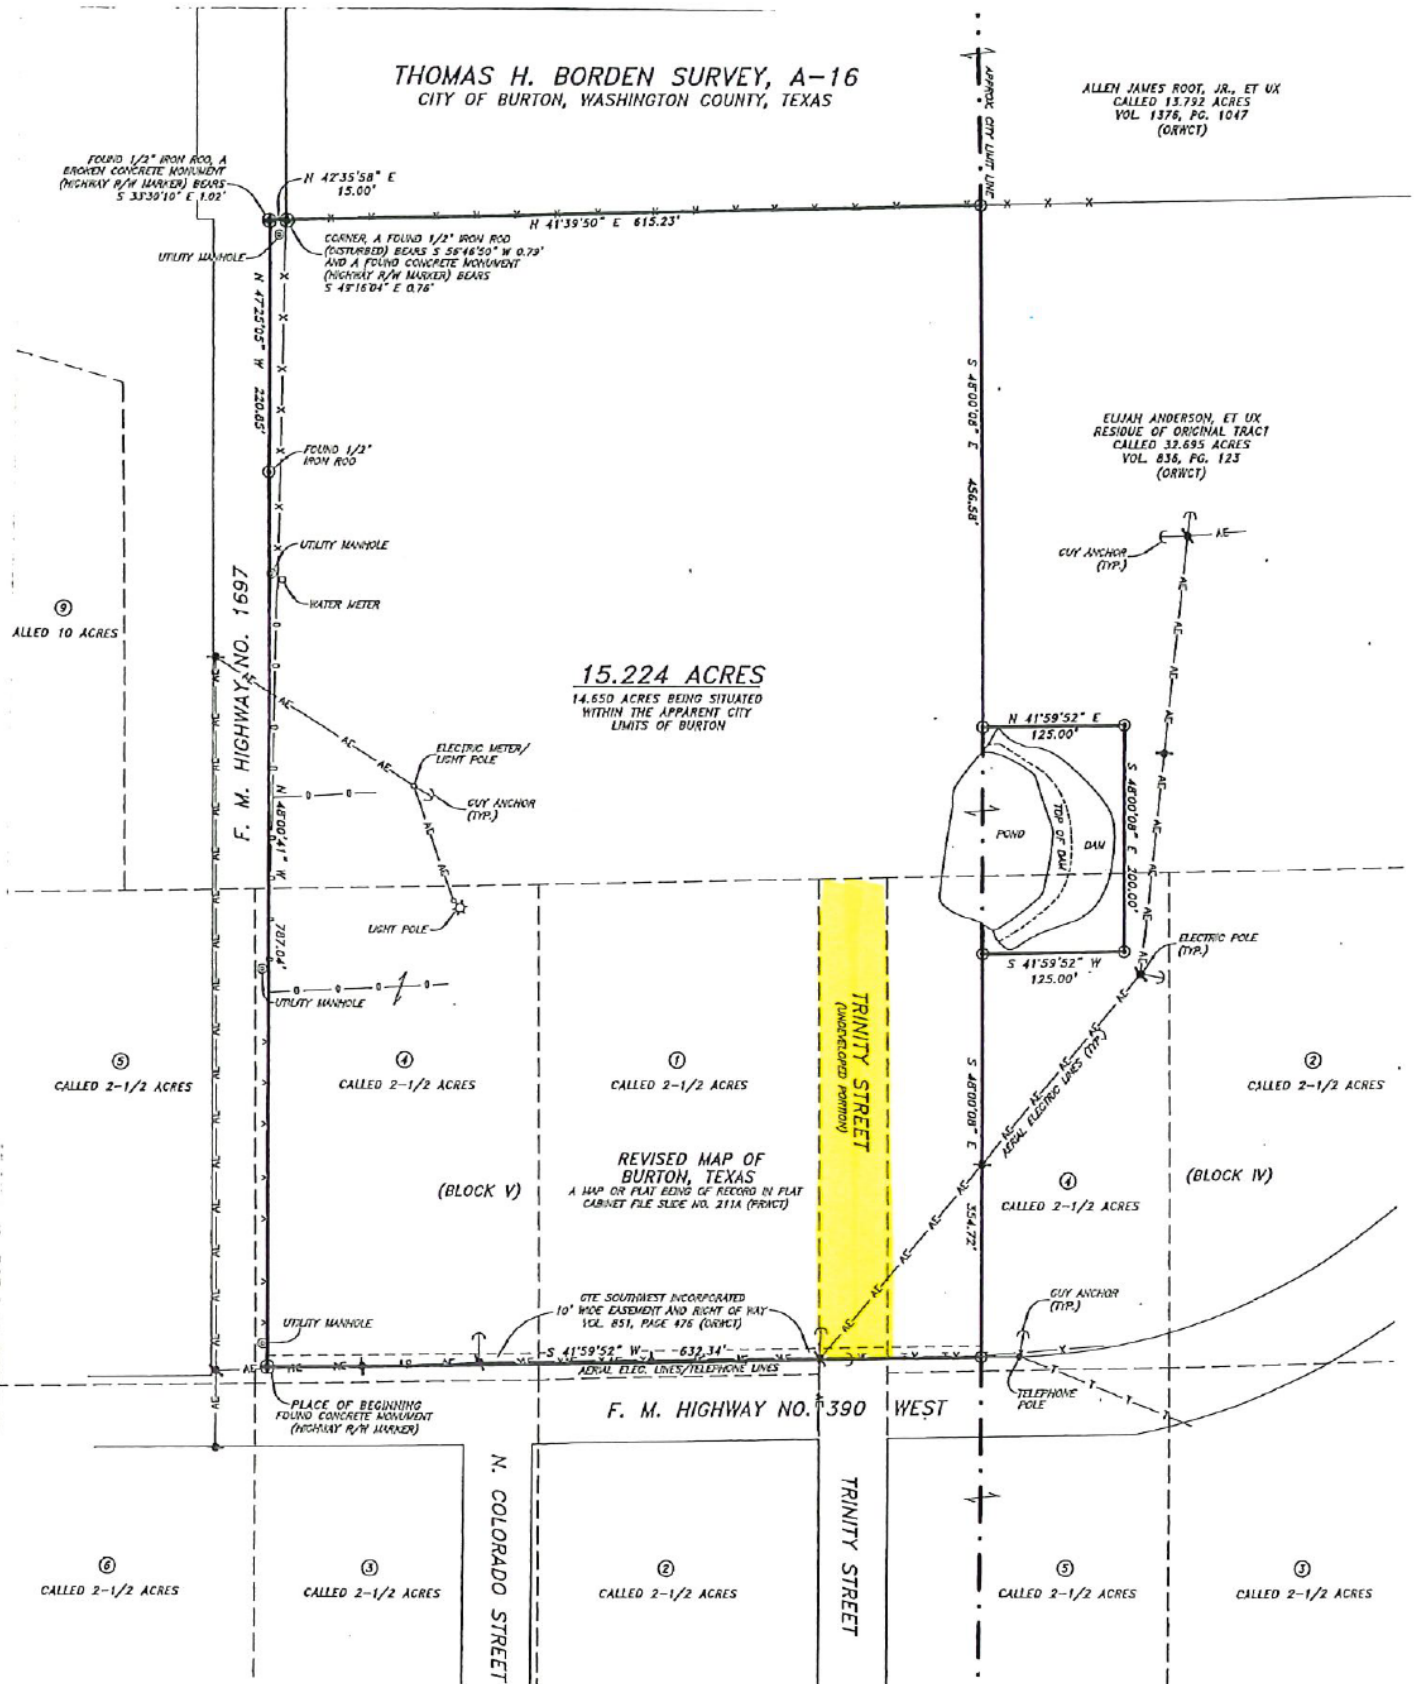 THOMAS H. BORDEN SURVEY, A-16
CITY OF BURTON, WASHINGTON COUNTY, TEXAS
APPROX. CITY LIMIT LINE
ALLEN JAMES ROOT, JR., ET UX
CALLED 13.792 ACRES
VOL. 1376, PG. 1047
(ORWCT)
FOUND 1/2" IRON ROD, A
BROKEN CONCRETE MONUMENT
(HIGHWAY R/W MARKER) BEARS
S 33°30'10" E 1.02'
N 42°35'58" E
15.00'
N 41°39'50" E 615.23'
UTILITY MANHOLE
CORNER, A FOUND 1/2" IRON ROD
(DISTURBED) BEARS S 56°46'50" W 0.79'
AND A FOUND CONCRETE MONUMENT
(HIGHWAY R/W MARKER) BEARS
S 49°16'04" E 0.76'
N 47°25'05" W 220.85'
S 48°00'08" E 456.58'
ELIJAH ANDERSON, ET UX
RESIDUE OF ORIGINAL TRACT
CALLED 32.695 ACRES
VOL. 836, PG. 123
(ORWCT)
FOUND 1/2"
IRON ROD
UTILITY MANHOLE
WATER METER
GUY ANCHOR
(TYP.)
9
ALLED 10 ACRES
F. M. HIGHWAY NO. 1697
15.224 ACRES
14.650 ACRES BEING SITUATED
WITHIN THE APPARENT CITY
LIMITS OF BURTON
N 41°59'52" E
125.00'
ELECTRIC METER/
LIGHT POLE
GUY ANCHOR
(TYP.)
N 48°00'41" W 787.04'
POND
TOP OF DAM
DAM
S 48°00'08" E 200.00'
LIGHT POLE
ELECTRIC POLE
(TYP.)
S 41°59'52" W
125.00'
UTILITY MANHOLE
TRINITY STREET
(UNDEVELOPED PORTION)
AERIAL ELECTRIC LINES (TYP.)
5
CALLED 2-1/2 ACRES
4
CALLED 2-1/2 ACRES
1
CALLED 2-1/2 ACRES
S 48°00'08" E 354.72'
2
CALLED 2-1/2 ACRES
REVISED MAP OF
BURTON, TEXAS
A MAP OR PLAT BEING OF RECORD IN PLAT
CABINET FILE SLIDE NO. 211A (PRWCT)
(BLOCK V)
4
CALLED 2-1/2 ACRES
(BLOCK IV)
GTE SOUTHWEST INCORPORATED
10' WIDE EASEMENT AND RIGHT OF WAY
VOL. 851, PAGE 476 (ORWCT)
GUY ANCHOR
(TYP.)
UTILITY MANHOLE
S 41°59'52" W 632.34'
AERIAL ELEC. LINES/TELEPHONE LINES
PLACE OF BEGINNING
FOUND CONCRETE MONUMENT
(HIGHWAY R/W MARKER)
F. M. HIGHWAY NO. 390 WEST
TELEPHONE
POLE
N. COLORADO STREET
TRINITY STREET
6
CALLED 2-1/2 ACRES
3
CALLED 2-1/2 ACRES
2
CALLED 2-1/2 ACRES
5
CALLED 2-1/2 ACRES
3
CALLED 2-1/2 ACRES